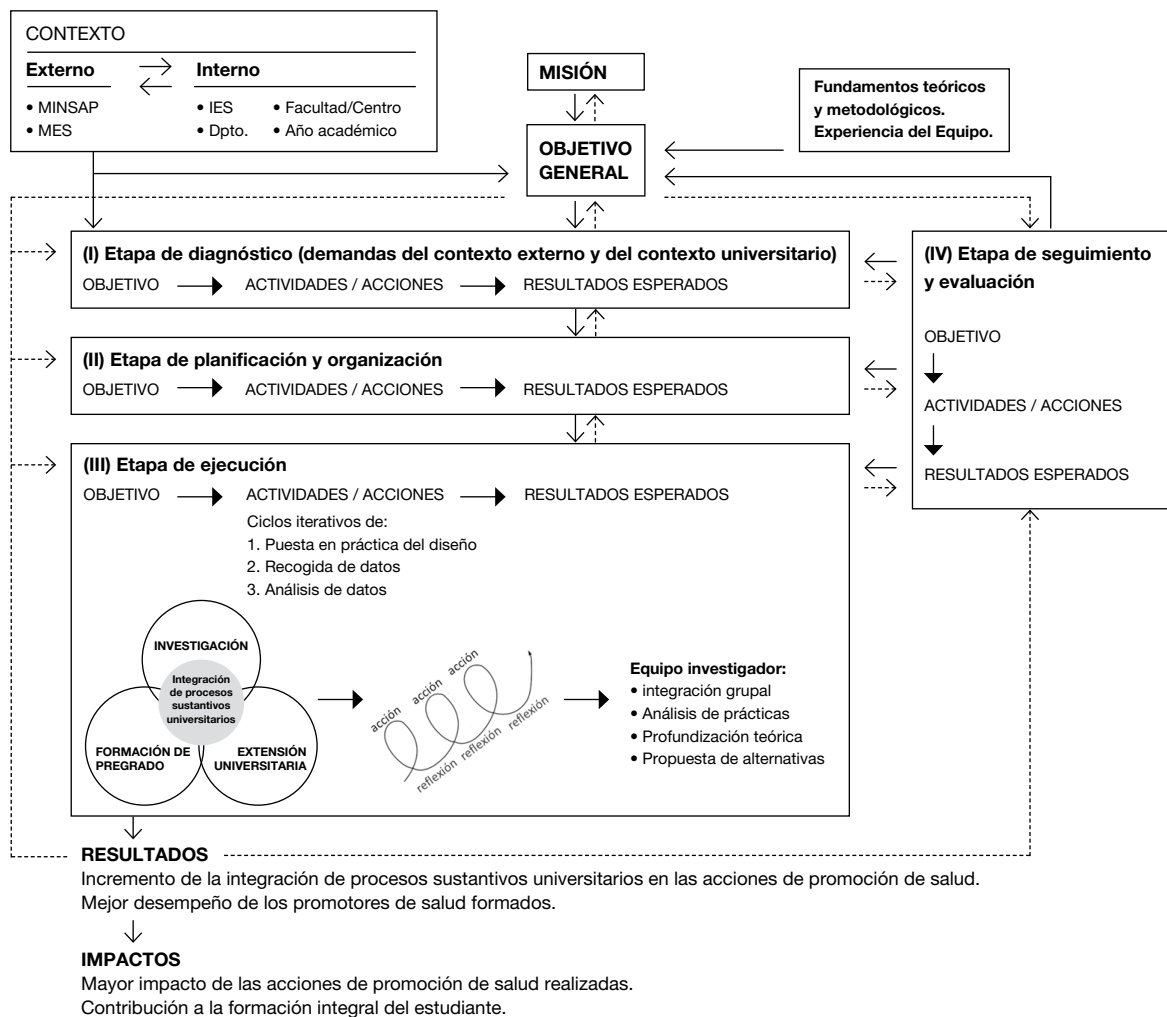 CONTEXTO
Externo
Interno
• MINSAP
• MES
• IES
• Facultad/Centro
• Dpto.
• Año académico
MISIÓN
OBJETIVO
GENERAL
Fundamentos teóricos
y metodológicos.
Experiencia del Equipo.
(I) Etapa de diagnóstico (demandas del contexto externo y del contexto universitario)
OBJETIVO ACTIVIDADES / ACCIONES RESULTADOS ESPERADOS
(II) Etapa de planificación y organización
OBJETIVO ACTIVIDADES / ACCIONES RESULTADOS ESPERADOS
(III) Etapa de ejecución
OBJETIVO ACTIVIDADES / ACCIONES RESULTADOS ESPERADOS
Ciclos iterativos de:
1. Puesta en práctica del diseño
2. Recogida de datos
3. Análisis de datos
INVESTIGACIÓN
Integración
de procesos
sustantivos
universitarios
FORMACIÓN DE
PREGRADO
EXTENSIÓN
UNIVERSITARIA
acción acción acción
reflexión reflexión reflexión
Equipo investigador:
• integración grupal
• Análisis de prácticas
• Profundización teórica
• Propuesta de alternativas
(IV) Etapa de seguimiento
y evaluación
OBJETIVO
ACTIVIDADES / ACCIONES
RESULTADOS ESPERADOS
RESULTADOS
Incremento de la integración de procesos sustantivos universitarios en las acciones de promoción de salud.
Mejor desempeño de los promotores de salud formados.
IMPACTOS
Mayor impacto de las acciones de promoción de salud realizadas.
Contribución a la formación integral del estudiante.